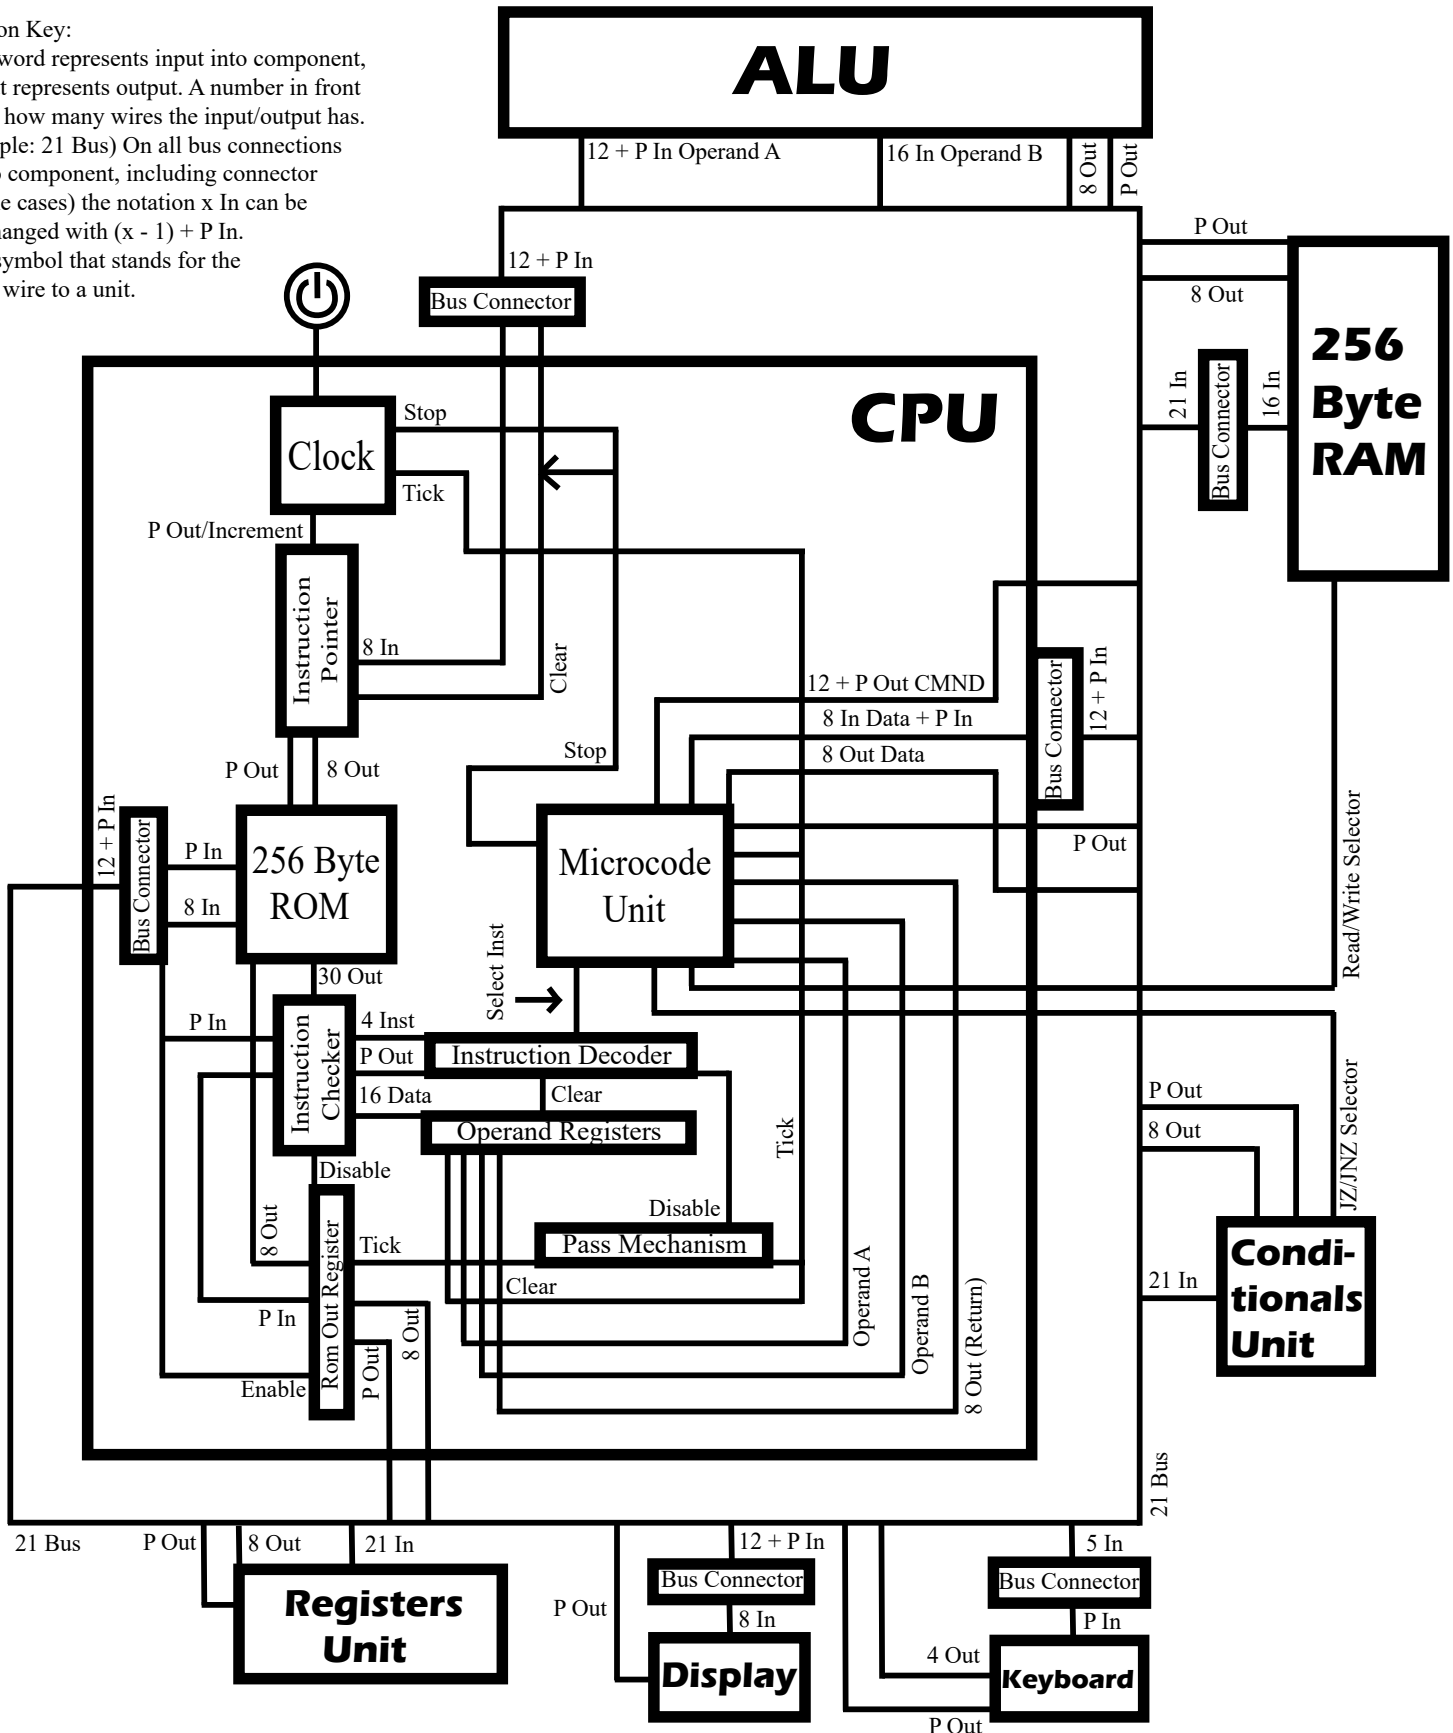 on Key:
word represents input into component,
t represents output. A number in front
how many wires the input/output has.
ple: 21 Bus) On all bus connections
component, including connector
e cases) the notation x In can be
anged with (x - 1) + P In.
symbol that stands for the
wire to a unit.
ALU
12 + P In Operand A
16 In Operand B
8 Out
P Out
12 + P In
Bus Connector
P Out
8 Out
256
Byte
RAM
21 In
Bus Connector
16 In
CPU
Clock
Stop
Tick
P Out/Increment
Instruction
Pointer
8 In
Clear
12 + P Out CMND
8 In Data + P In
8 Out Data
Bus Connector
12 + P In
Stop
P Out
8 Out
12 + P In
Bus Connector
P In
8 In
256 Byte
ROM
Microcode
Unit
P Out
Read/Write Selector
30 Out
Select Inst
P In
Instruction
Checker
4 Inst
P Out
16 Data
Instruction Decoder
Clear
Operand Registers
Tick
Disable
Disable
Pass Mechanism
8 Out
Rom Out Register
Tick
Clear
P In
Enable
P Out
8 Out
Operand A
Operand B
8 Out (Return)
P Out
8 Out
JZ/JNZ Selector
21 In
Condi-
tionals
Unit
21 Bus
21 Bus
P Out
8 Out
21 In
Registers
Unit
12 + P In
Bus Connector
P Out
8 In
Display
5 In
Bus Connector
P In
4 Out
Keyboard
P Out